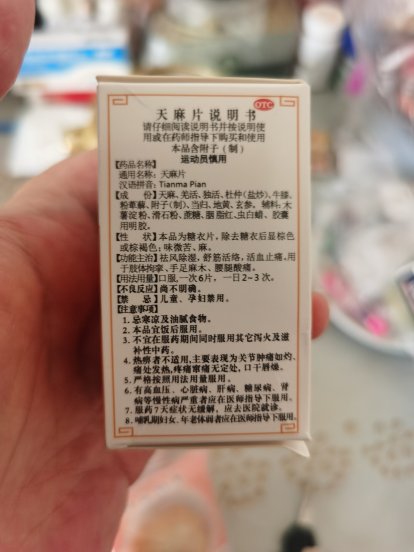 天麻片说明书
OTC
请仔细阅读说明书并按说明使
用或在药师指导下购买和使用
本品含附子（制）
运动员慎用
【药品名称】
通用名称：天麻片
汉语拼音：Tianma Pian
【成　份】天麻、羌活、独活、杜仲(盐炒)、牛膝、
粉萆薢、附子(制)、当归、地黄、玄参。辅料：木
薯淀粉、滑石粉、蔗糖、胭脂红、虫白蜡、胶囊
用明胶。
【性　状】本品为糖衣片，除去糖衣后显棕色
或棕褐色；味微苦、麻。
【功能主治】祛风除湿，舒筋活络，活血止痛。用
于肢体拘挛、手足麻木、腰腿酸痛。
【用法用量】口服，一次6片，一日2～3次。
【不良反应】尚不明确。
【禁　忌】儿童、孕妇禁用。
【注意事项】
1. 忌寒凉及油腻食物。
2. 本品宜饭后服用。
3. 不宜在服药期间同时服用其它泻火及滋
补性中药。
4. 热痹者不适用，主要表现为关节肿痛如灼、
痛处发热，疼痛窜痛无定处，口干唇燥。
5. 严格按照用法用量服用。
6. 有高血压、心脏病、肝病、糖尿病、肾
病等慢性病严重者应在医师指导下服用。
7. 服药7天症状无缓解，应去医院就诊。
8. 哺乳期妇女、年老体弱者应在医师指导下服用。